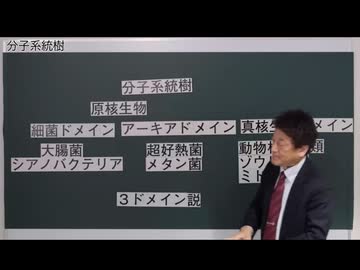 分子系統樹
分子系統樹
原核生物
細菌ドメイン アーキアドメイン 真核生 メイン
大腸菌 超好熱菌 動物植 類
シアノバクテリア メタン菌 ゾウ
ミト
3ドメイン説